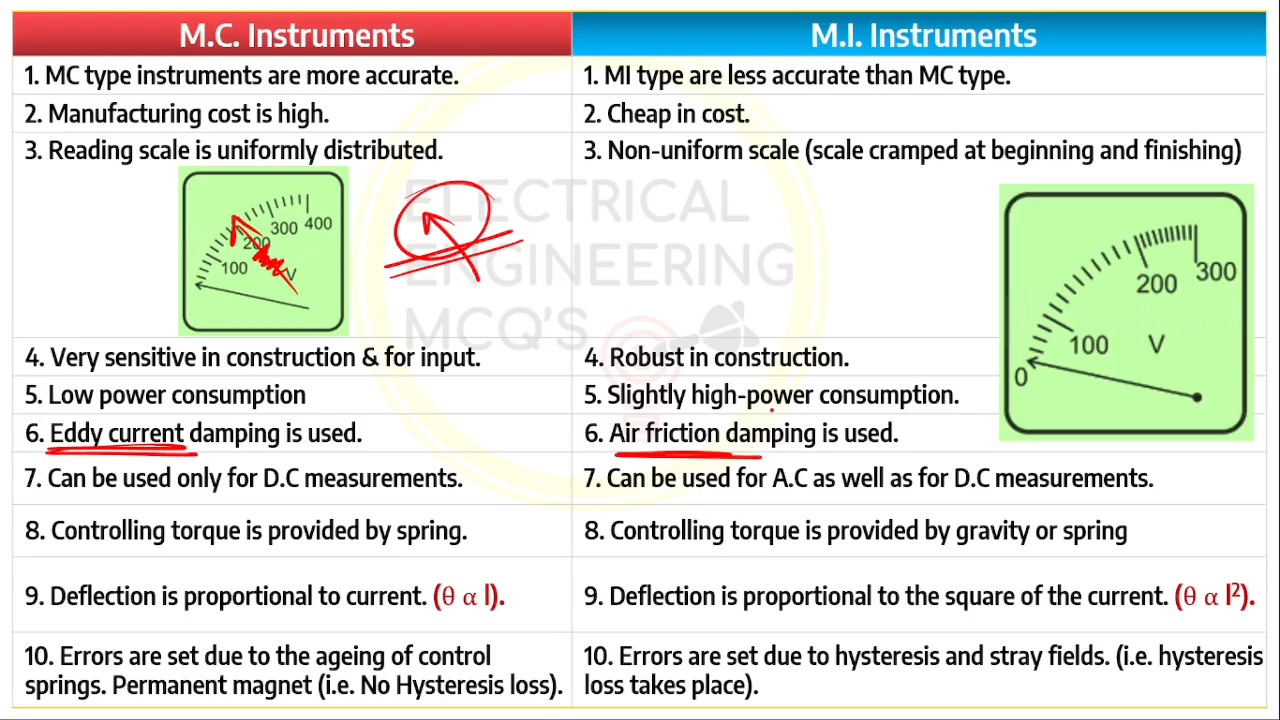 M.C. Instruments
M.I. Instruments
1. MC type instruments are more accurate.
1. MI type are less accurate than MC type.
2. Manufacturing cost is high.
2. Cheap in cost.
3. Reading scale is uniformly distributed.
3. Non-uniform scale (scale cramped at beginning and finishing)
100
200
300
400
V
ELECTRICAL
ENGINEERING
MCQ'S
0
100
200
300
V
4. Very sensitive in construction & for input.
4. Robust in construction.
5. Low power consumption
5. Slightly high-power consumption.
6. Eddy current damping is used.
6. Air friction damping is used.
7. Can be used only for D.C measurements.
7. Can be used for A.C as well as for D.C measurements.
8. Controlling torque is provided by spring.
8. Controlling torque is provided by gravity or spring
9. Deflection is proportional to current. (θ α I).
9. Deflection is proportional to the square of the current. (θ α I²).
10. Errors are set due to the ageing of control
springs. Permanent magnet (i.e. No Hysteresis loss).
10. Errors are set due to hysteresis and stray fields. (i.e. hysteresis
loss takes place).